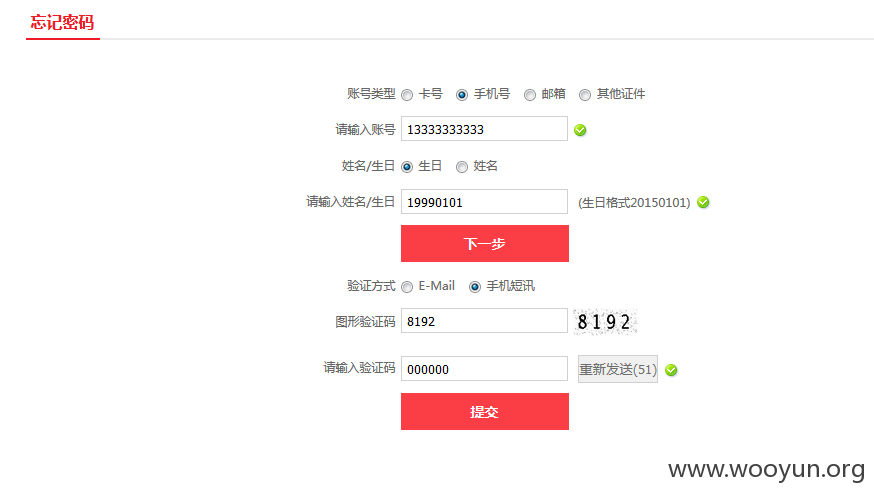 忘记密码
账号类型 卡号 手机号 邮箱 其他证件
请输入账号 13333333333
姓名/生日 生日 姓名
请输入姓名/生日 19990101 (生日格式20150101)
下一步
验证方式 E-Mail 手机短讯
图形验证码 8192 8192
请输入验证码 000000 重新发送(51)
提交
www.wooyun.org